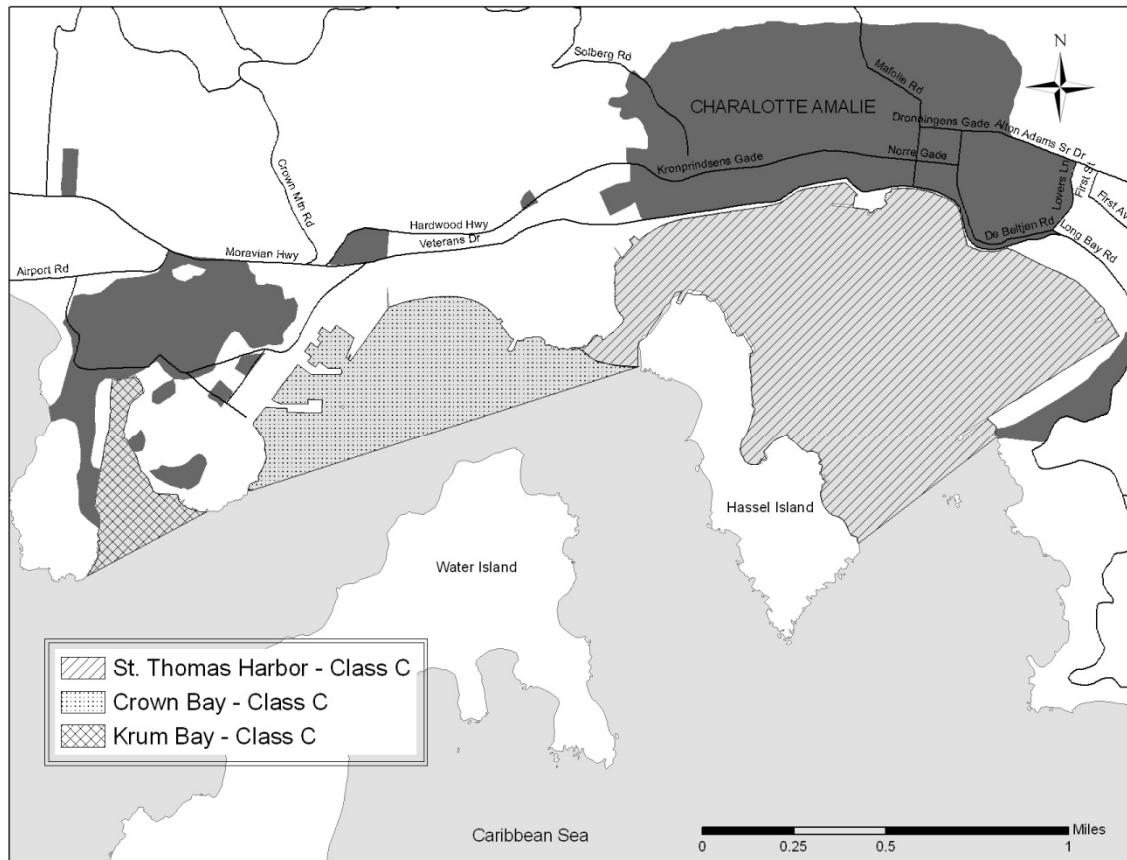 N
Solberg Rd
Mafolie Rd
CHARALOTTE AMALIE
Dronningens Gade
Alton Adams Sr Dr
Norre Gade
Kronprindsens Gade
Lovers Ln
First St
First Av
Crown Mtn Rd
Hardwood Hwy
Veterans Dr
De Beltjen Rd
Long Bay Rd
Moravian Hwy
Airport Rd
Hassel Island
Water Island
St. Thomas Harbor - Class C
Crown Bay - Class C
Krum Bay - Class C
Caribbean Sea
Miles
0 0.25 0.5 1